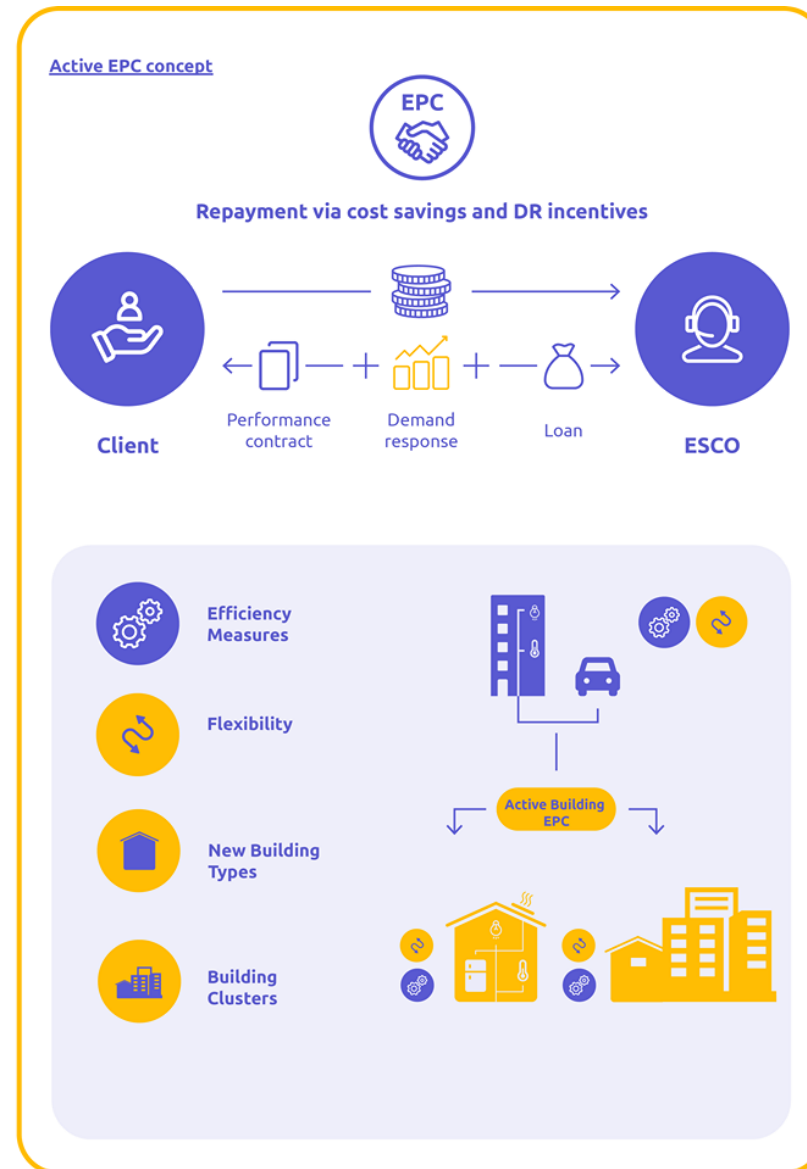 Active EPC concept
EPC
Repayment via cost savings and DR incentives
Performance
contract
Demand
response
Loan
Client
ESCO
Efficiency
Measures
Flexibility
New Building
Types
Building
Clusters
Active Building
EPC